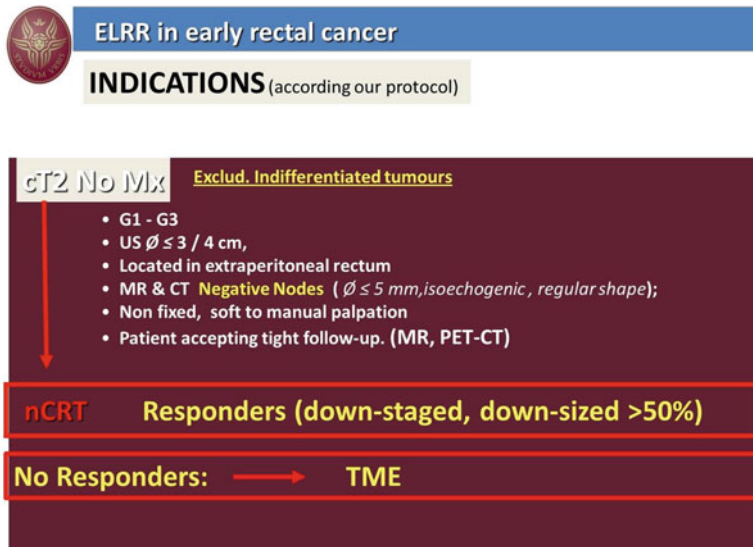 STVDIVM VRBIS
ELRR in early rectal cancer
INDICATIONS (according our protocol)
cT2 No Mx
Exclud. Indifferentiated tumours
• G1 - G3
• US Ø ≤ 3 / 4 cm,
• Located in extraperitoneal rectum
• MR & CT Negative Nodes ( Ø ≤ 5 mm,isoechogenic , regular shape);
• Non fixed, soft to manual palpation
• Patient accepting tight follow-up. (MR, PET-CT)
nCRT Responders (down-staged, down-sized >50%)
No Responders: → TME